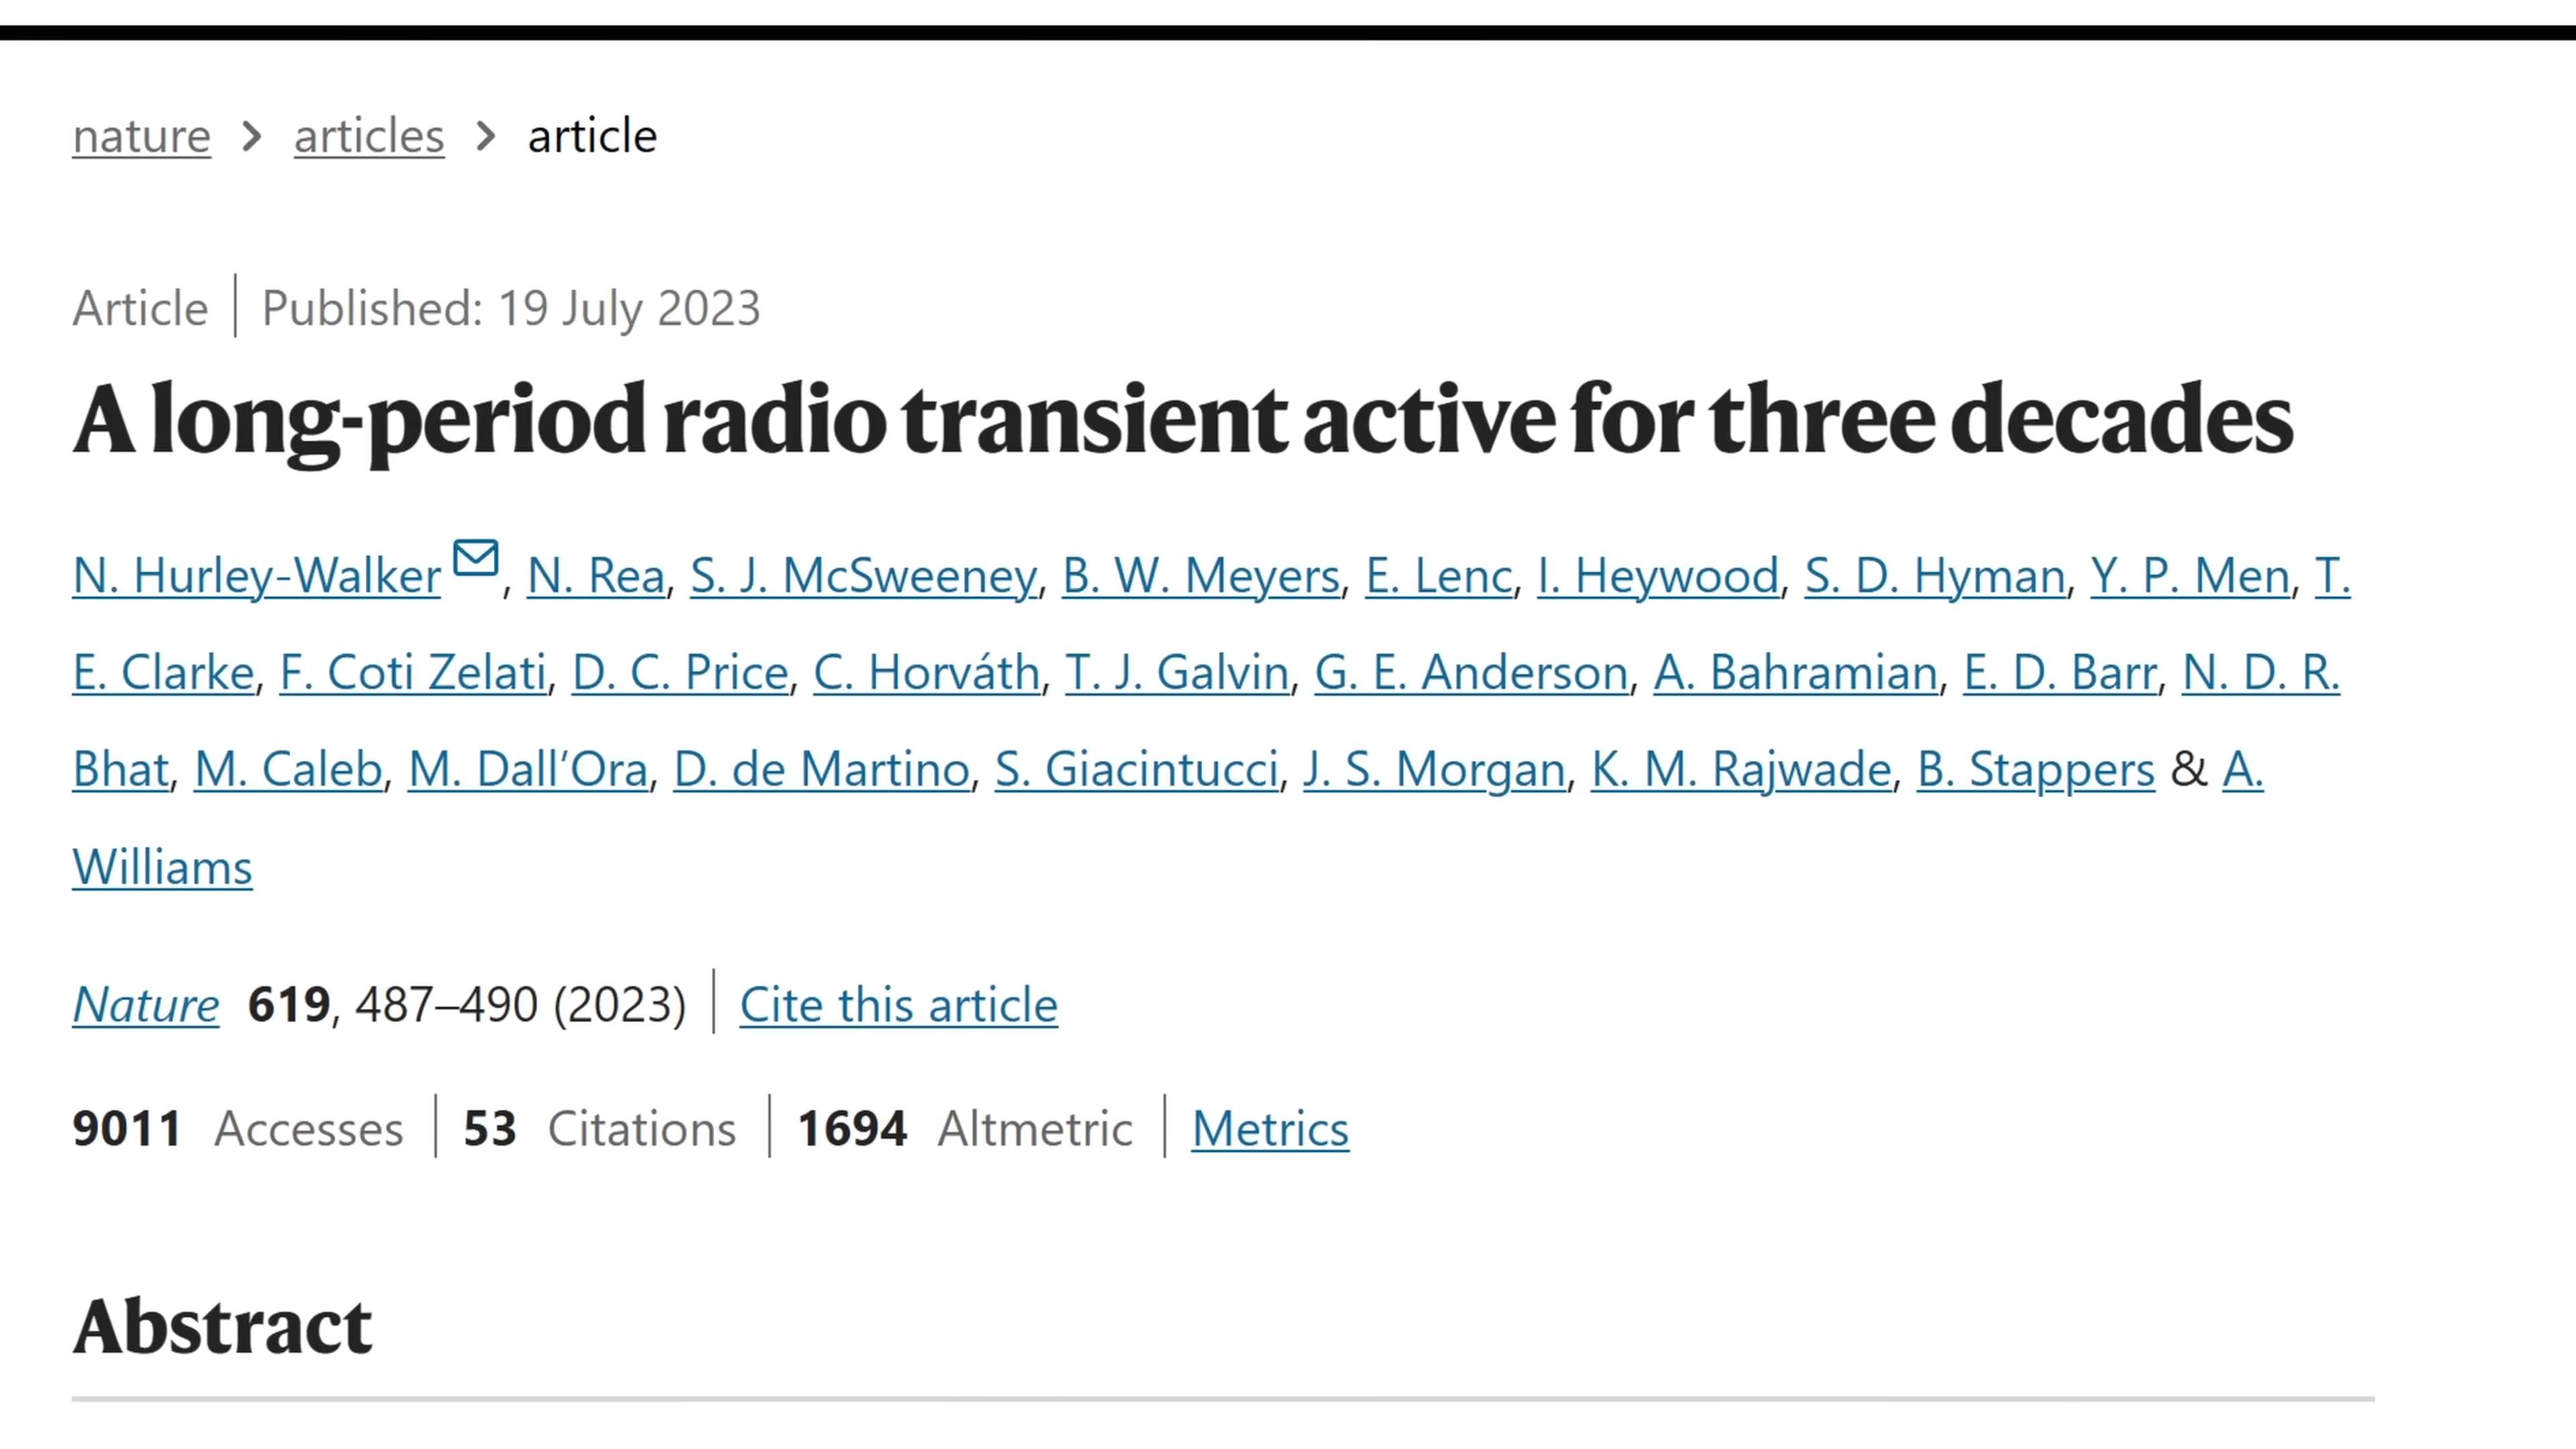 nature > articles > article
Article | Published: 19 July 2023
A long-period radio transient active for three decades
N. Hurley-Walker, N. Rea, S. J. McSweeney, B. W. Meyers, E. Lenc, I. Heywood, S. D. Hyman, Y. P. Men, T.
E. Clarke, F. Coti Zelati, D. C. Price, C. Horváth, T. J. Galvin, G. E. Anderson, A. Bahramian, E. D. Barr, N. D. R.
Bhat, M. Caleb, M. Dall’Ora, D. de Martino, S. Giacintucci, J. S. Morgan, K. M. Rajwade, B. Stappers & A.
Williams
Nature 619, 487–490 (2023) | Cite this article
9011 Accesses | 53 Citations | 1694 Altmetric | Metrics
Abstract